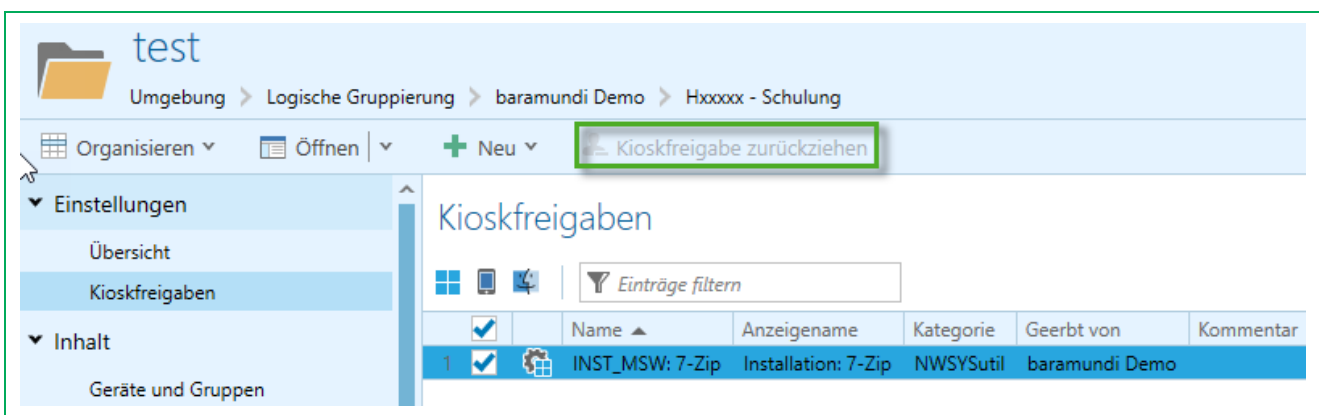 test
Umgebung > Logische Gruppierung > baramundi Demo > Hxxxxx - Schulung
Organisieren Öffnen Neu Kioskfreigabe zurückziehen
Einstellungen
Übersicht
Kioskfreigaben
Inhalt
Geräte und Gruppen
Kioskfreigaben
Einträge filtern
Name Anzeigename Kategorie Geerbt von Kommentar
1 INST_MSW: 7-Zip Installation: 7-Zip NWSYSutil baramundi Demo